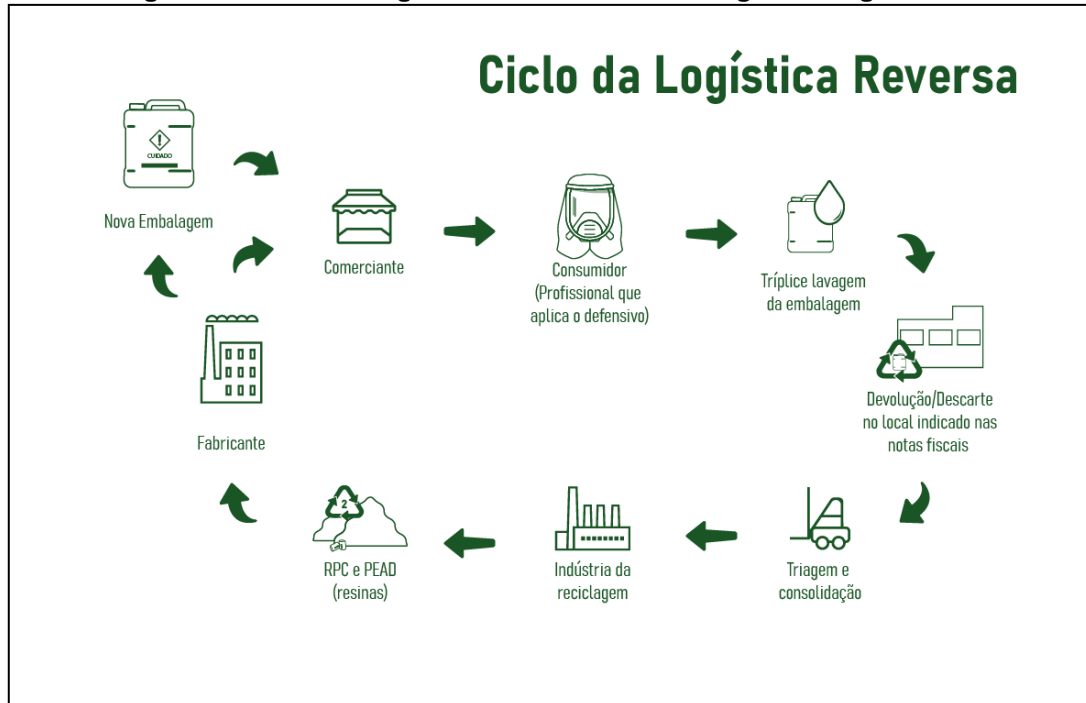 Ciclo da Logística Reversa
CUIDADO
Nova Embalagem
Comerciante
Consumidor
(Profissional que
aplica o defensivo)
Tríplice lavagem
da embalagem
Devolução/Descarte
no local indicado nas
notas fiscais
Fabricante
2
RPC e PEAD
(resinas)
Indústria da
reciclagem
Triagem e
consolidação